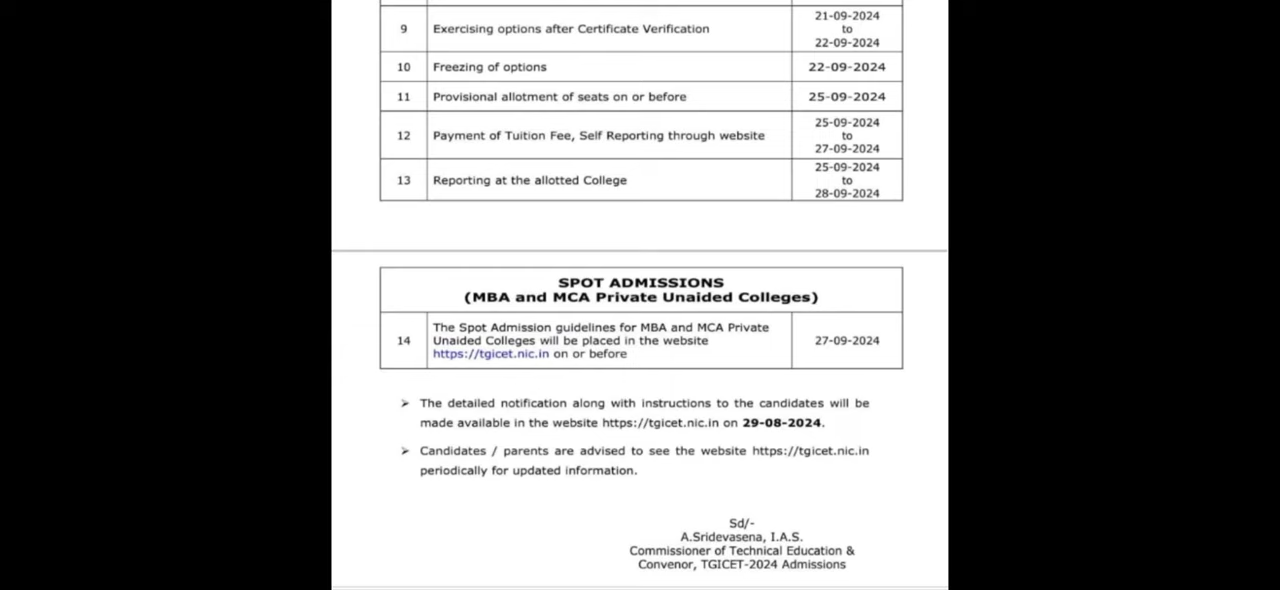 9 Exercising options after Certificate Verification 21-09-2024 to 22-09-2024
10 Freezing of options 22-09-2024
11 Provisional allotment of seats on or before 25-09-2024
12 Payment of Tuition Fee, Self Reporting through website 25-09-2024 to 27-09-2024
13 Reporting at the allotted College 25-09-2024 to 28-09-2024
SPOT ADMISSIONS
(MBA and MCA Private Unaided Colleges)
The Spot Admission guidelines for MBA and MCA Private
14 Unaided Colleges will be placed in the website 27-09-2024
https://tgicet.nic.in on or before
➢ The detailed notification along with instructions to the candidates will be
made available in the website https://tgicet.nic.in on 29-08-2024.
➢ Candidates / parents are advised to see the website https://tgicet.nic.in
periodically for updated information.
Sd/-
A.Sridevasena, I.A.S.
Commissioner of Technical Education &
Convenor, TGICET-2024 Admissions